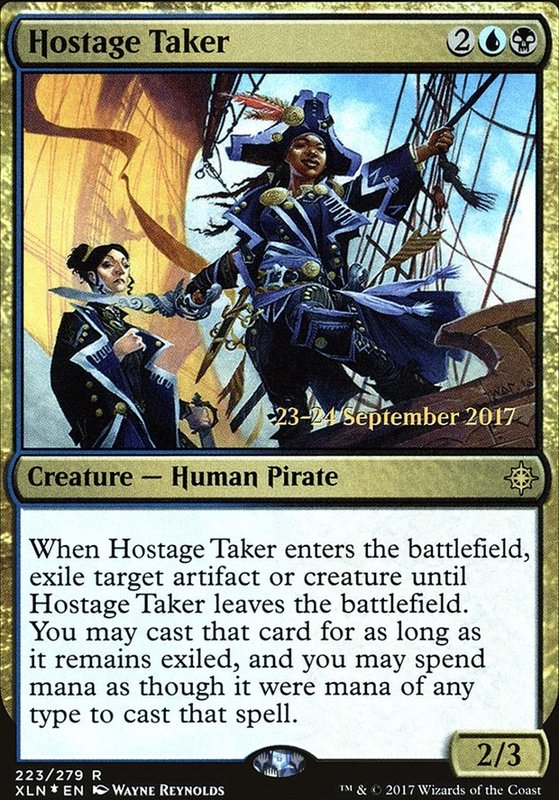 Hostage Taker 2
23-24 September 2017
Creature — Human Pirate
When Hostage Taker enters the battlefield,
exile target artifact or creature until
Hostage Taker leaves the battlefield.
You may cast that card for as long as
it remains exiled, and you may spend
mana as though it were mana of any
type to cast that spell.
2/3
223/279 R
XLN ★ EN Wayne Reynolds ™ & © 2017 Wizards of the Coast